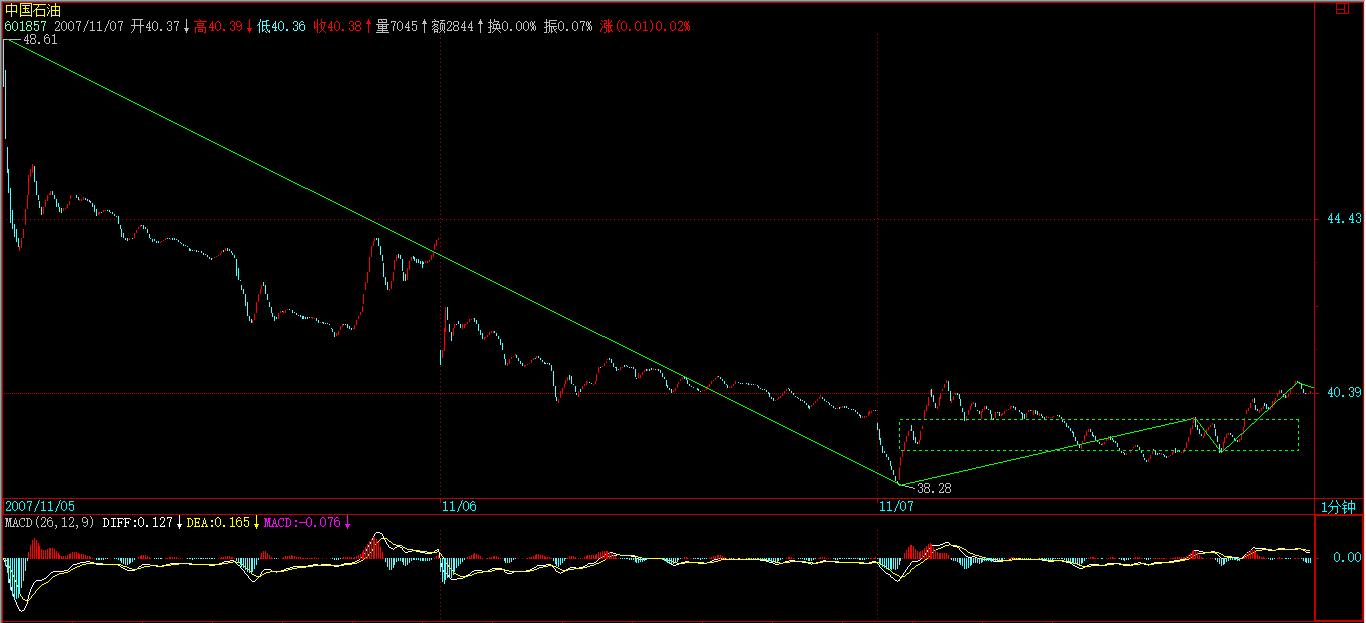 中国石油
601857 2007/11/07 开40.37↓高40.39↓低40.36 收40.38↑量7045↑额2844↑换0.00% 振0.07% 涨(0.01)0.02%
48.61
44.43
40.39
38.28
2007/11/05 11/06 11/07 1分钟
MACD(26,12,9) DIFF:0.127↓DEA:0.165↓MACD:-0.076↓
0.00